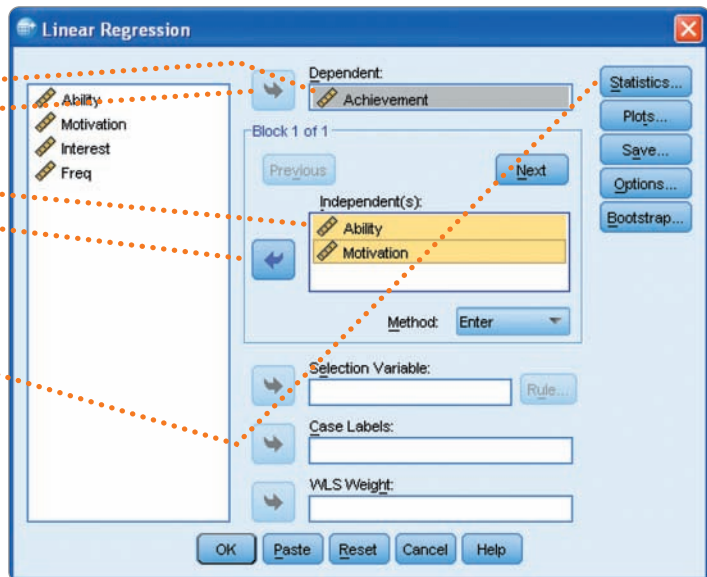 Linear Regression
Ability
Motivation
Interest
Freq
Dependent:
Achievement
Block 1 of 1
Previous
Next
Independent(s):
Ability
Motivation
Method: Enter
Selection Variable:
Rule...
Case Labels:
WLS Weight:
Statistics...
Plots...
Save...
Options...
Bootstrap...
OK Paste Reset Cancel Help